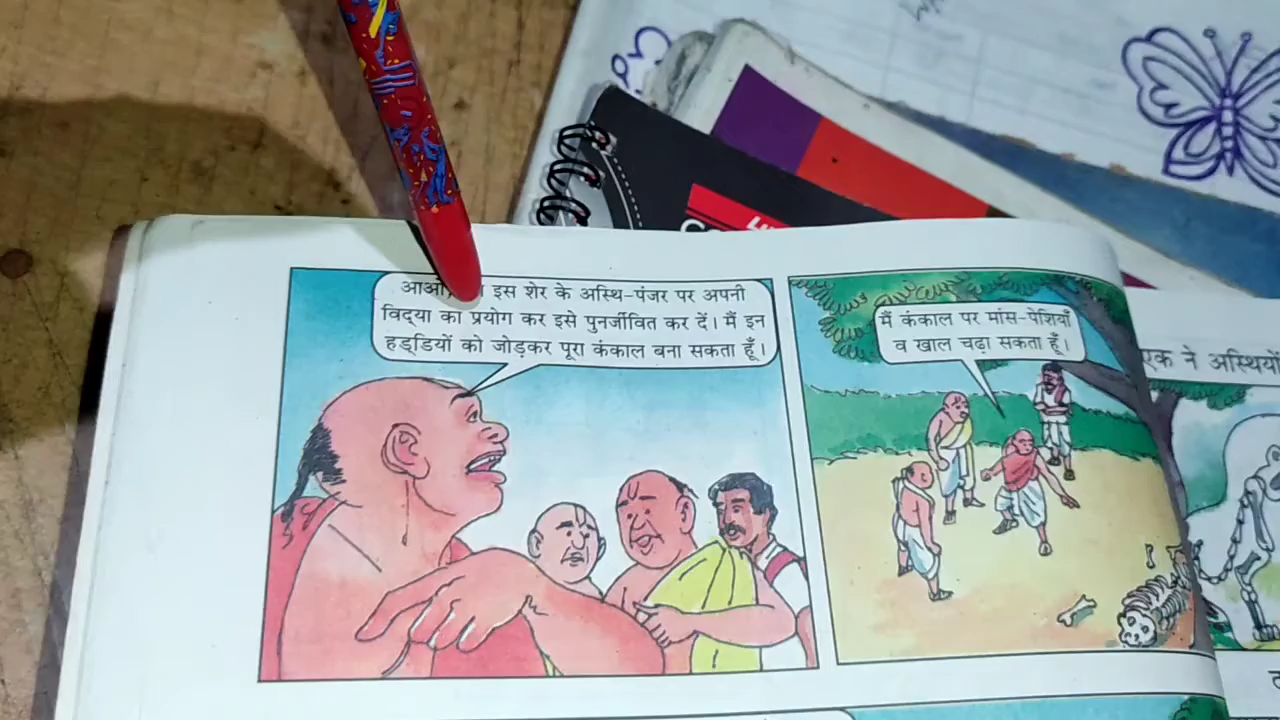 इस शेर के अस्थि-पंजर पर अपनी
विद्या का प्रयोग कर इसे पुनर्जीवित कर दें। मैं इन
हड्डियों को जोड़कर पूरा कंकाल बना सकता हूँ।
मैं कंकाल पर मांस-पेशियाँ
व खाल चढ़ा सकता हूँ।
एक ने अस्थियों